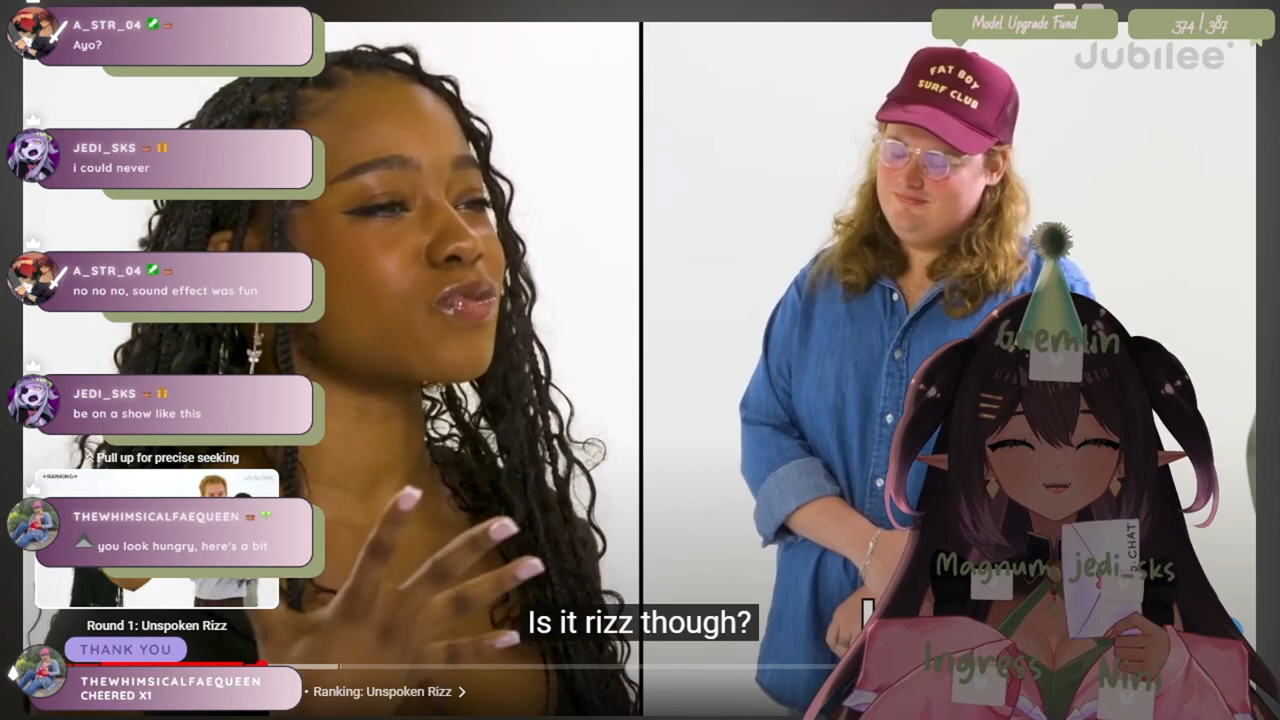 A_STR_04
Ayo?
JEDI_SKS
i could never
A_STR_04
no no no, sound effect was fun
JEDI_SKS
be on a show like this
Pull up for precise seeking
•RANKING•
Jubilee
THEWHIMSICALFAEQUEEN
you look hungry, here's a bit
Round 1: Unspoken Rizz
THANK YOU
THEWHIMSICALFAEQUEEN
CHEERED X1
• Ranking: Unspoken Rizz
Is it rizz though?
Model Upgrade Fund
374 | 387
Jubilee
FAT BOY
SURF CLUB
Gremlin
CHAT
Magnum
jedi_sks
Ingress
Nini